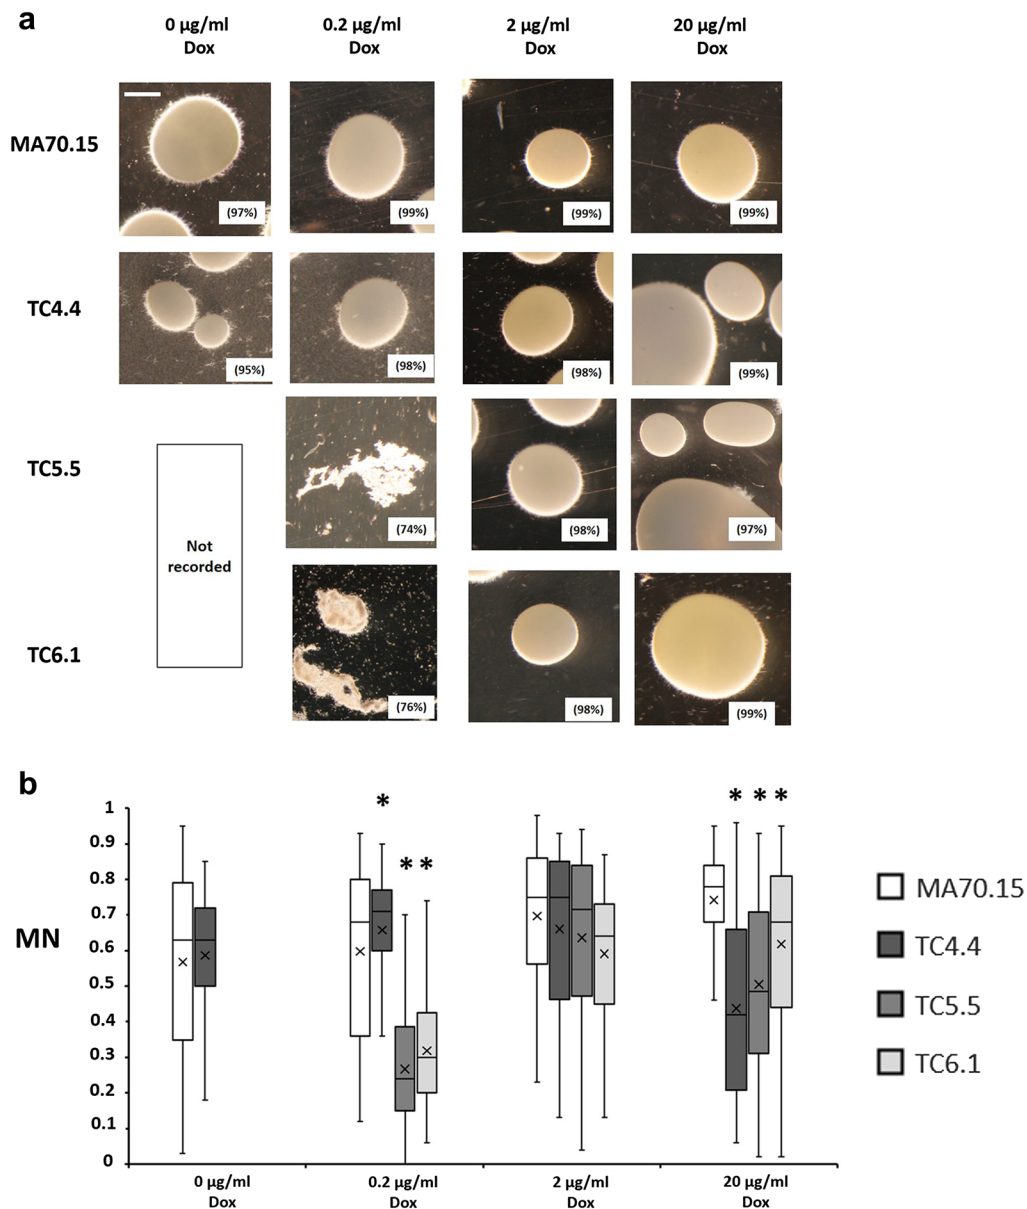 a
0 µg/ml
Dox
0.2 µg/ml
Dox
2 µg/ml
Dox
20 µg/ml
Dox
MA70.15
(97%)
(99%)
(99%)
(99%)
TC4.4
(95%)
(98%)
(98%)
(99%)
TC5.5
(74%)
(98%)
(97%)
Not
recorded
TC6.1
(76%)
(98%)
(99%)
b
MN
1
0.9
0.8
0.7
0.6
0.5
0.4
0.3
0.2
0.1
0
*
* *
* * *
0 µg/ml
Dox
0.2 µg/ml
Dox
2 µg/ml
Dox
20 µg/ml
Dox
MA70.15
TC4.4
TC5.5
TC6.1